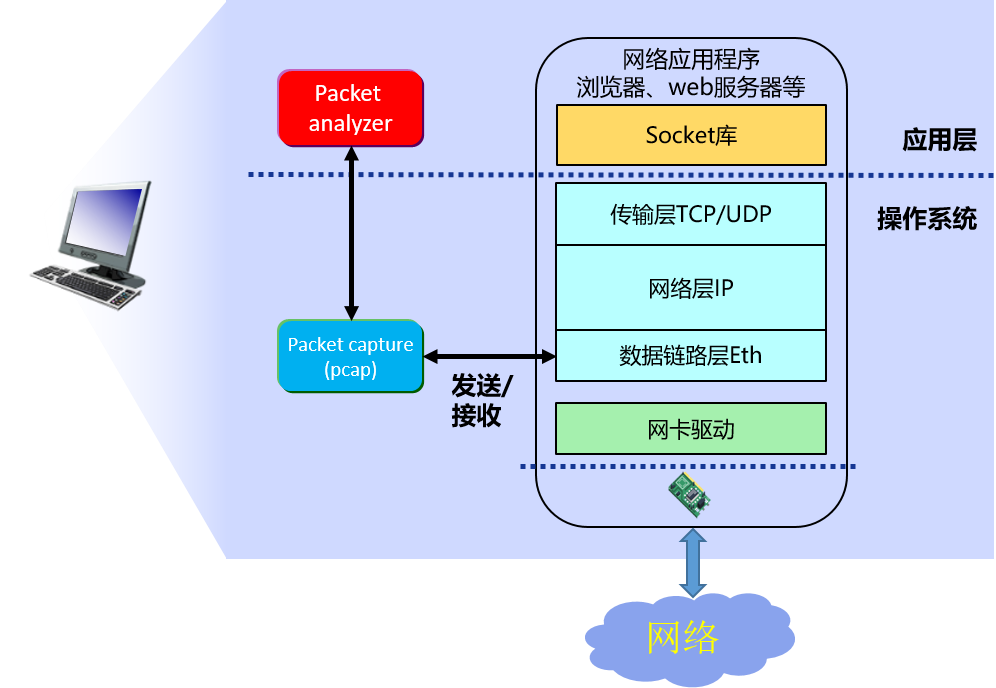 网络应用程序
浏览器、web服务器等
Packet
analyzer
Socket库
应用层
传输层TCP/UDP
操作系统
网络层IP
Packet capture
(pcap)
数据链路层Eth
发送/
接收
网卡驱动
网络